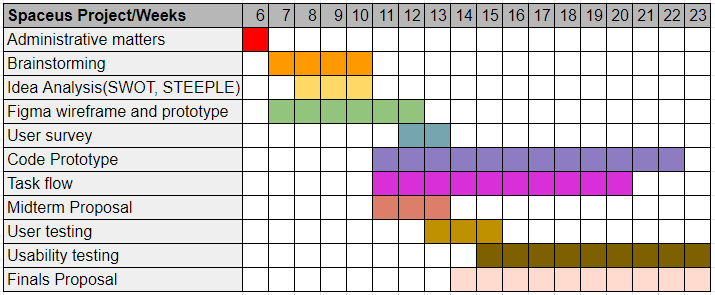 Spaceus Project/Weeks 6 7 8 9 10 11 12 13 14 15 16 17 18 19 20 21 22 23
Administrative matters
Brainstorming
Idea Analysis(SWOT, STEEPLE)
Figma wireframe and prototype
User survey
Code Prototype
Task flow
Midterm Proposal
User testing
Usability testing
Finals Proposal